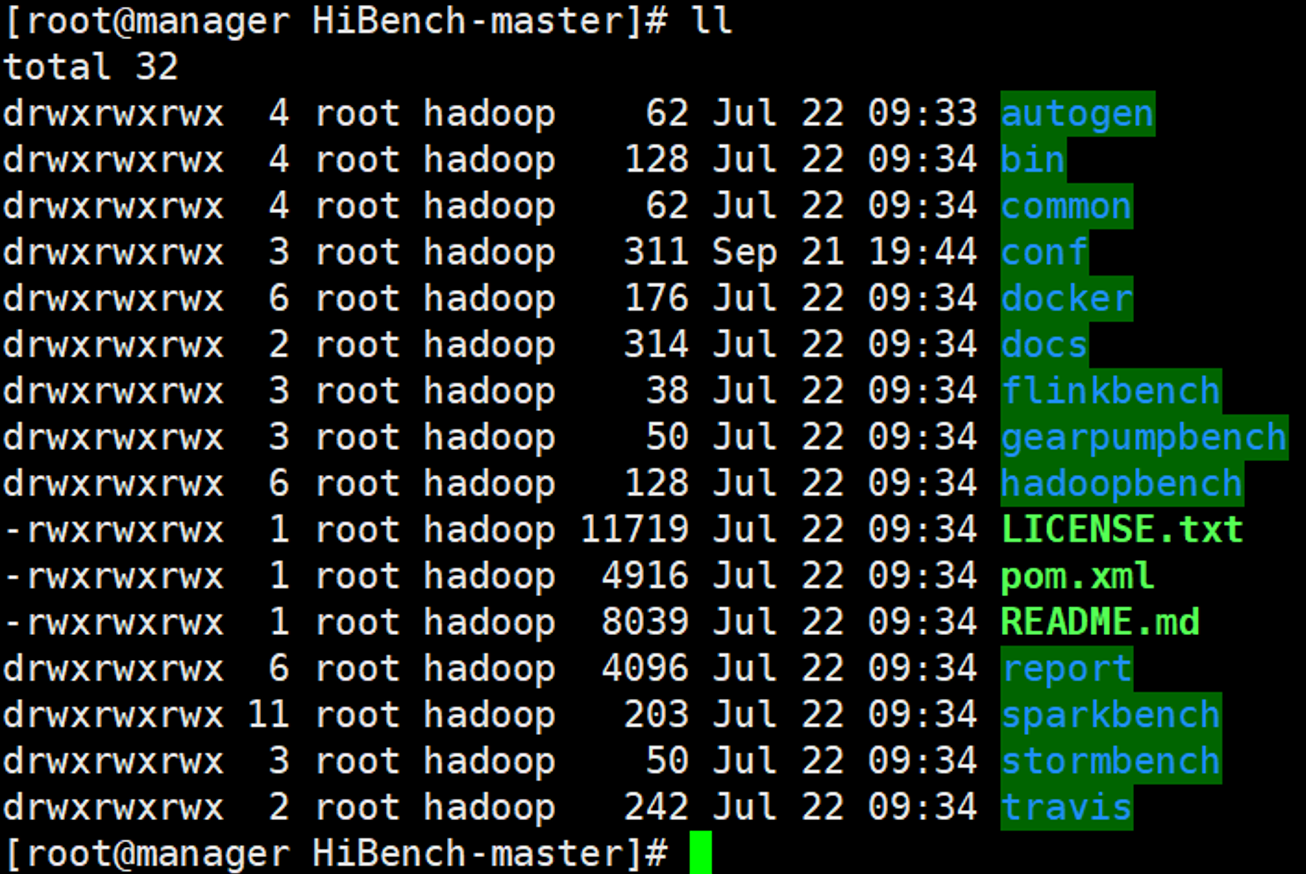 [root@manager HiBench-master]# ll
total 32
drwxrwxrwx  4 root hadoop    62 Jul 22 09:33 autogen
drwxrwxrwx  4 root hadoop   128 Jul 22 09:34 bin
drwxrwxrwx  4 root hadoop    62 Jul 22 09:34 common
drwxrwxrwx  3 root hadoop   311 Sep 21 19:44 conf
drwxrwxrwx  6 root hadoop   176 Jul 22 09:34 docker
drwxrwxrwx  2 root hadoop   314 Jul 22 09:34 docs
drwxrwxrwx  3 root hadoop    38 Jul 22 09:34 flinkbench
drwxrwxrwx  3 root hadoop    50 Jul 22 09:34 gearpumpbench
drwxrwxrwx  6 root hadoop   128 Jul 22 09:34 hadoopbench
-rwxrwxrwx  1 root hadoop 11719 Jul 22 09:34 LICENSE.txt
-rwxrwxrwx  1 root hadoop  4916 Jul 22 09:34 pom.xml
-rwxrwxrwx  1 root hadoop  8039 Jul 22 09:34 README.md
drwxrwxrwx  6 root hadoop  4096 Jul 22 09:34 report
drwxrwxrwx 11 root hadoop   203 Jul 22 09:34 sparkbench
drwxrwxrwx  3 root hadoop    50 Jul 22 09:34 stormbench
drwxrwxrwx  2 root hadoop   242 Jul 22 09:34 travis
[root@manager HiBench-master]#